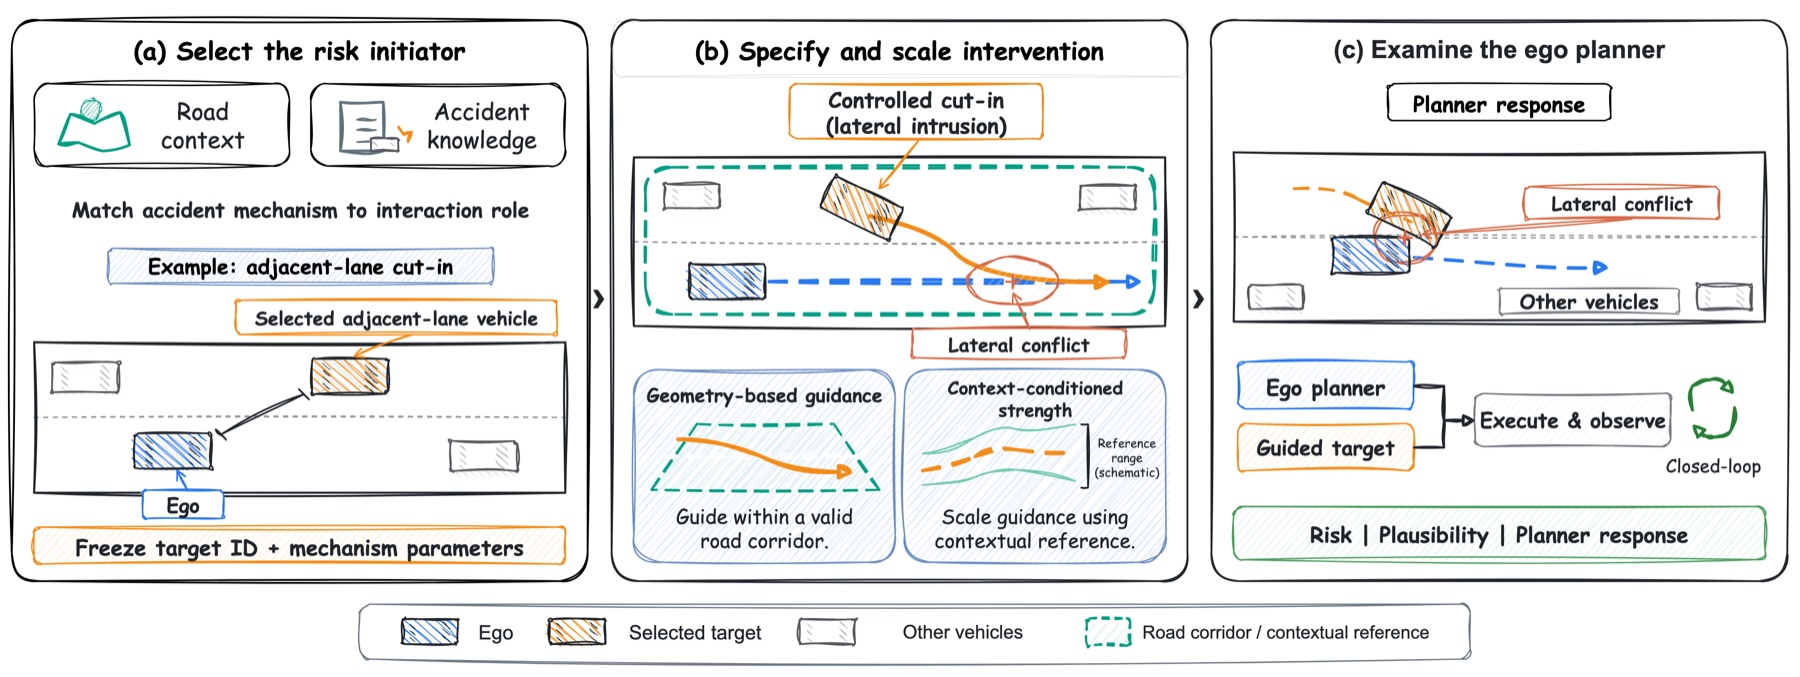 (a) Select the risk initiator
Road
context
Accident
knowledge
Match accident mechanism to interaction role
Example: adjacent-lane cut-in
Selected adjacent-lane vehicle
Ego
Freeze target ID + mechanism parameters
(b) Specify and scale intervention
Controlled cut-in
(lateral intrusion)
Lateral conflict
Geometry-based guidance
Guide within a valid
road corridor.
Context-conditioned
strength
Reference
range
(schematic)
Scale guidance using
contextual reference.
(c) Examine the ego planner
Planner response
Lateral conflict
Other vehicles
Ego planner
Guided target
Execute & observe
Closed-loop
Risk | Plausibility | Planner response
Ego
Selected target
Other vehicles
Road corridor / contextual reference